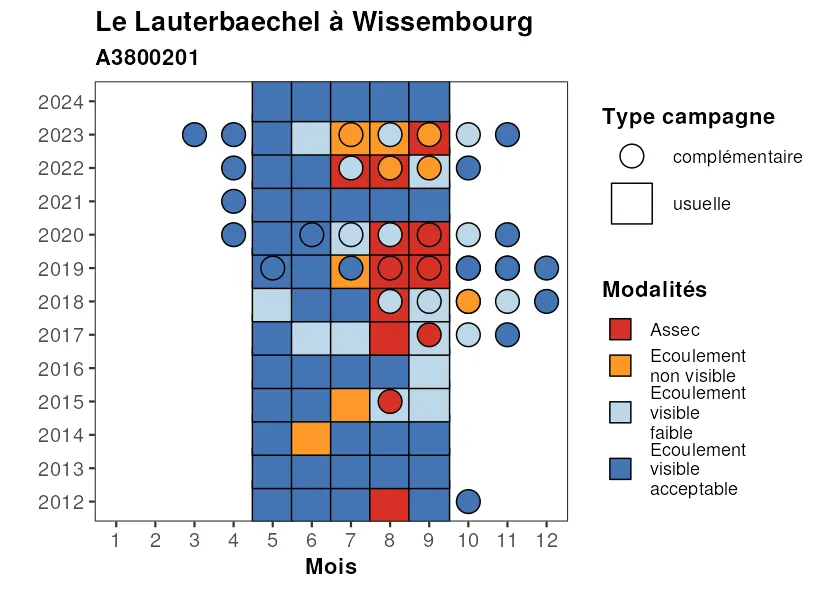 Le Lauterbaechel à Wissembourg
A3800201
2024
2023
2022
2021
2020
2019
2018
2017
2016
2015
2014
2013
2012
1 2 3 4 5 6 7 8 9 10 11 12
Mois
Type campagne
complémentaire
usuelle
Modalités
Assec
Ecoulement
non visible
Ecoulement
visible
faible
Ecoulement
visible
acceptable